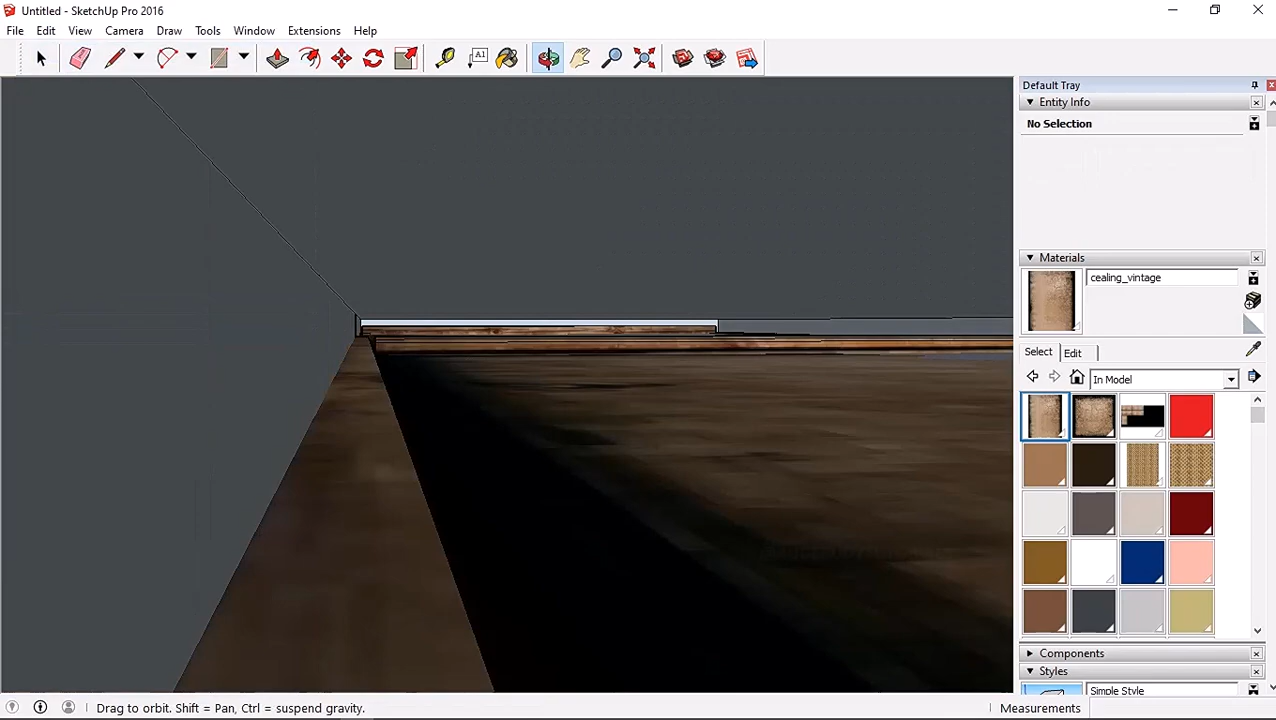 Untitled - SketchUp Pro 2016
File Edit View Camera Draw Tools Window Extensions Help
A1
Default Tray
Entity Info
No Selection
Materials
cealing_vintage
Select Edit
In Model
Components
Styles
Simple Style
Drag to orbit. Shift = Pan, Ctrl = suspend gravity.
Measurements